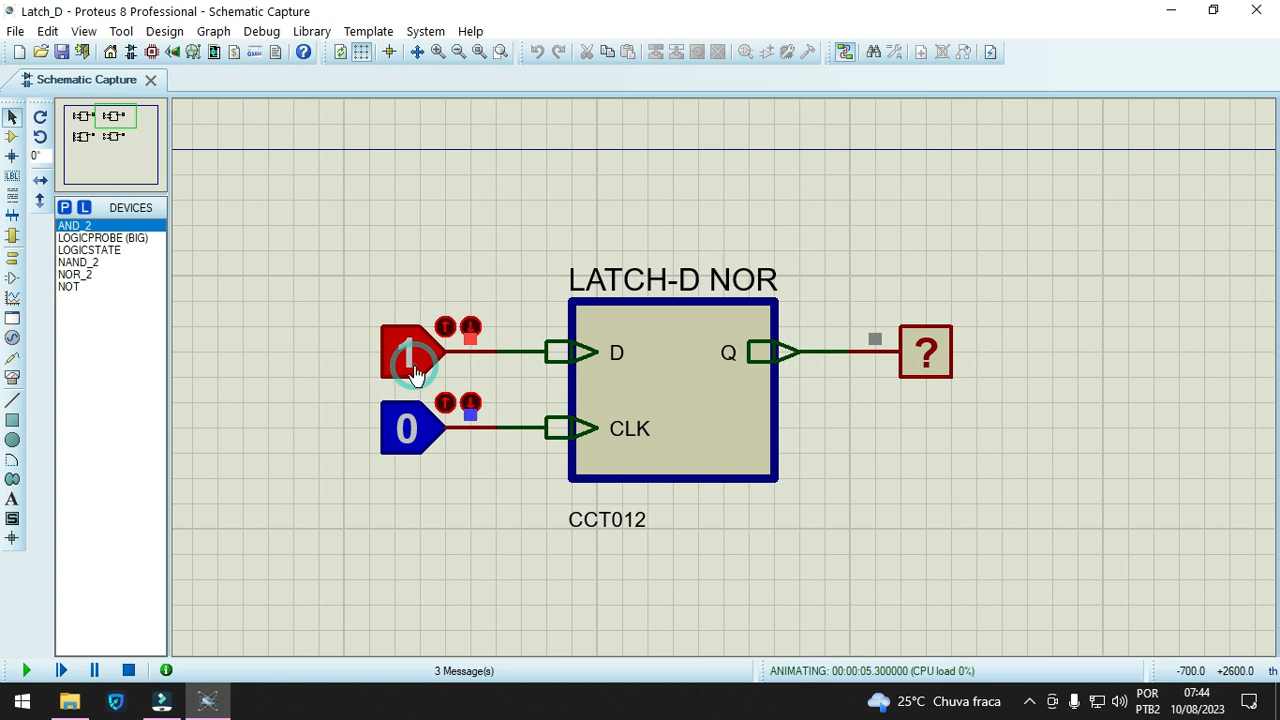 Latch_D - Proteus 8 Professional - Schematic Capture
File Edit View Tool Design Graph Debug Library Template System Help
Schematic Capture
0°
P L DEVICES
AND_2
LOGICPROBE (BIG)
LOGICSTATE
NAND_2
NOR_2
NOT
LBL
A
S
LATCH-D NOR
1
D
Q
?
0
CLK
CCT012
3 Message(s)
ANIMATING: 00:00:05.300000 (CPU load 0%)
-700.0 +2600.0 th
25°C Chuva fraca
POR
PTB2
07:44
10/08/2023